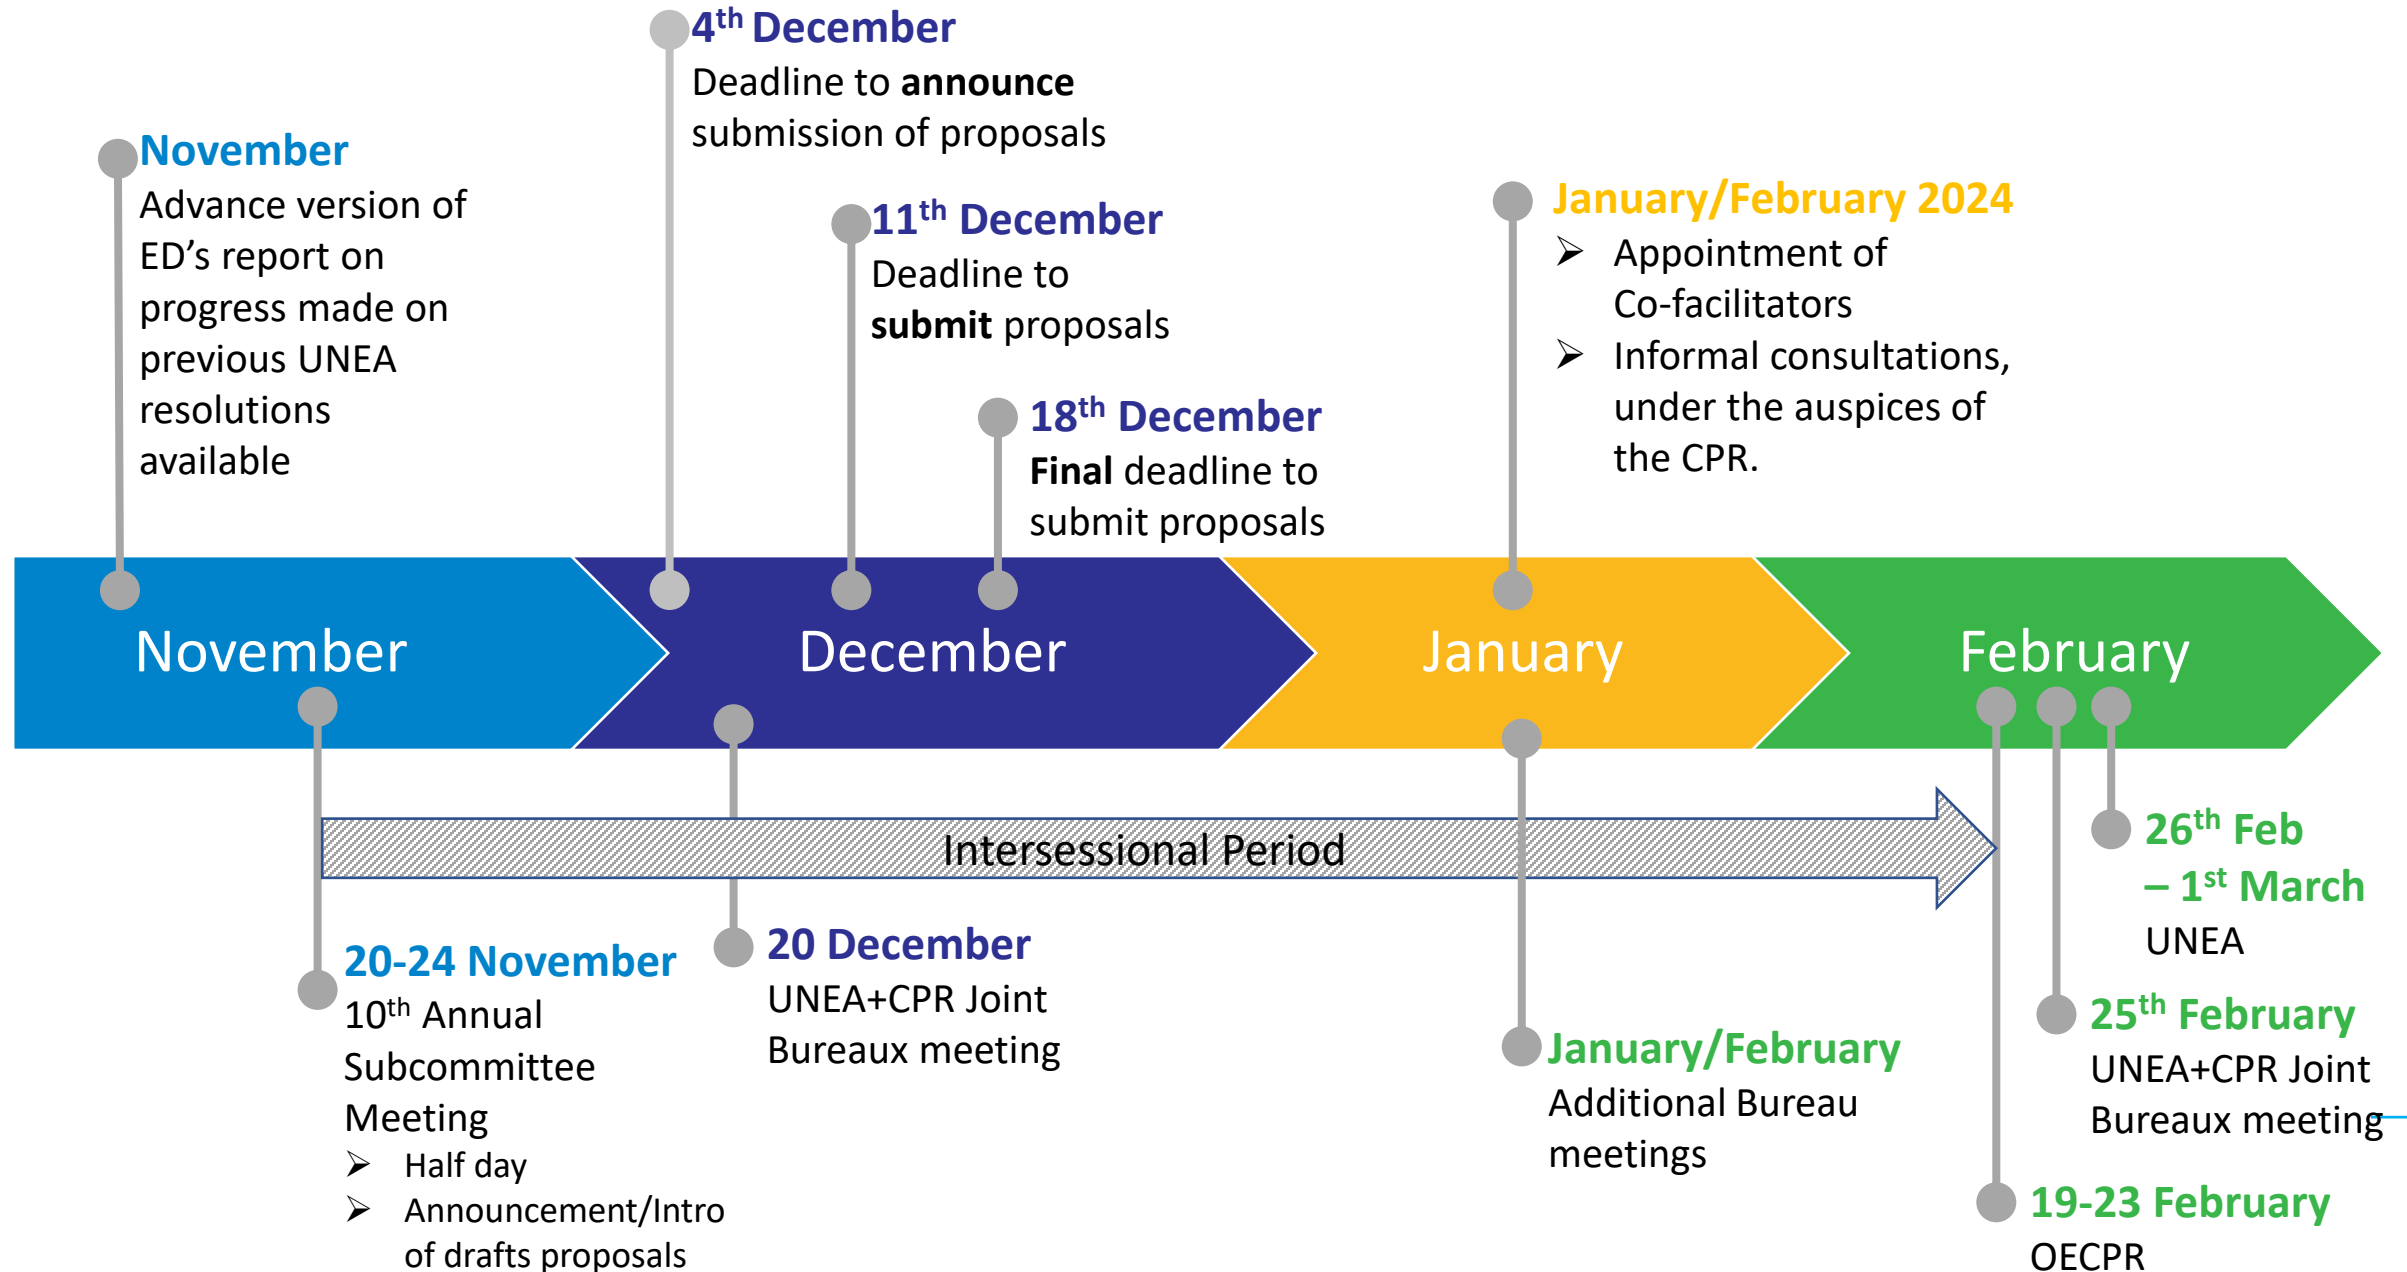 4th December
Deadline to announce
submission of proposals
November
Advance version of
ED’s report on
progress made on
previous UNEA
resolutions
available
11th December
Deadline to
submit proposals
January/February 2024
➢ Appointment of
Co-facilitators
➢ Informal consultations,
under the auspices of
the CPR.
18th December
Final deadline to
submit proposals
November
December
January
February
Intersessional Period
20-24 November
10th Annual
Subcommittee
Meeting
➢ Half day
➢ Announcement/Intro
of drafts proposals
20 December
UNEA+CPR Joint
Bureaux meeting
January/February
Additional Bureau
meetings
26th Feb
– 1st March
UNEA
25th February
UNEA+CPR Joint
Bureaux meeting
19-23 February
OECPR